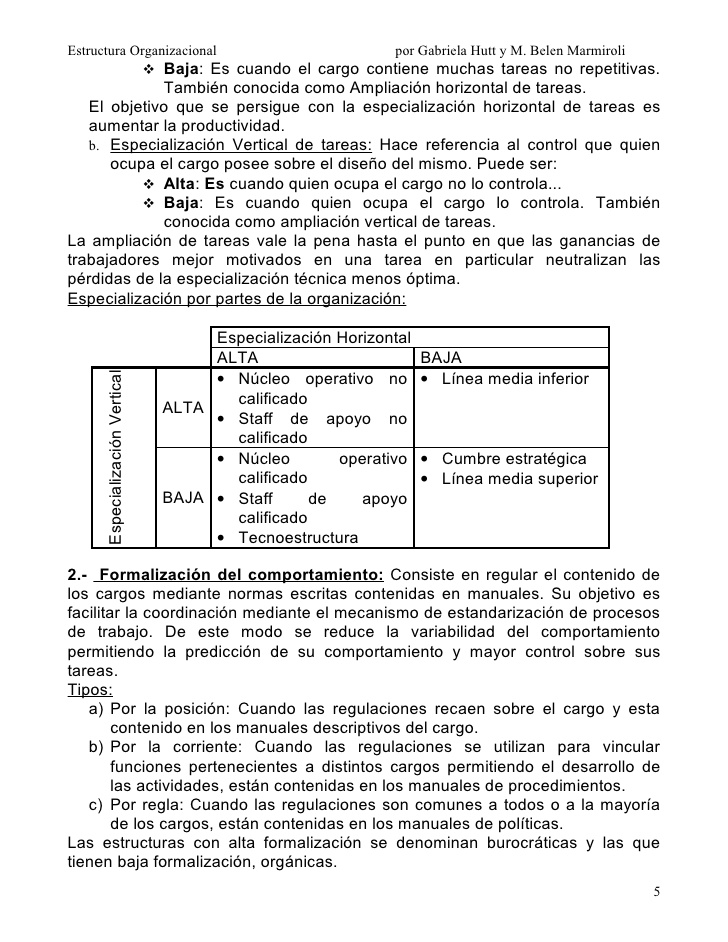 Estructura Organizacional por Gabriela Hutt y M. Belen Marmiroli
❖ Baja: Es cuando el cargo contiene muchas tareas no repetitivas.
También conocida como Ampliación horizontal de tareas.
El objetivo que se persigue con la especialización horizontal de tareas es
aumentar la productividad.
b. Especialización Vertical de tareas: Hace referencia al control que quien
ocupa el cargo posee sobre el diseño del mismo. Puede ser:
❖ Alta: Es cuando quien ocupa el cargo no lo controla...
❖ Baja: Es cuando quien ocupa el cargo lo controla. También
conocida como ampliación vertical de tareas.
La ampliación de tareas vale la pena hasta el punto en que las ganancias de
trabajadores mejor motivados en una tarea en particular neutralizan las
pérdidas de la especialización técnica menos óptima.
Especialización por partes de la organización:
Especialización Horizontal
ALTA BAJA
Especialización Vertical
ALTA
• Núcleo operativo no
calificado
• Staff de apoyo no
calificado
• Línea media inferior
BAJA
• Núcleo operativo
calificado
• Staff de apoyo
calificado
• Tecnoestructura
• Cumbre estratégica
• Línea media superior
2.- Formalización del comportamiento: Consiste en regular el contenido de
los cargos mediante normas escritas contenidas en manuales. Su objetivo es
facilitar la coordinación mediante el mecanismo de estandarización de procesos
de trabajo. De este modo se reduce la variabilidad del comportamiento
permitiendo la predicción de su comportamiento y mayor control sobre sus
tareas.
Tipos:
a) Por la posición: Cuando las regulaciones recaen sobre el cargo y esta
contenido en los manuales descriptivos del cargo.
b) Por la corriente: Cuando las regulaciones se utilizan para vincular
funciones pertenecientes a distintos cargos permitiendo el desarrollo de
las actividades, están contenidas en los manuales de procedimientos.
c) Por regla: Cuando las regulaciones son comunes a todos o a la mayoría
de los cargos, están contenidas en los manuales de políticas.
Las estructuras con alta formalización se denominan burocráticas y las que
tienen baja formalización, orgánicas.
5